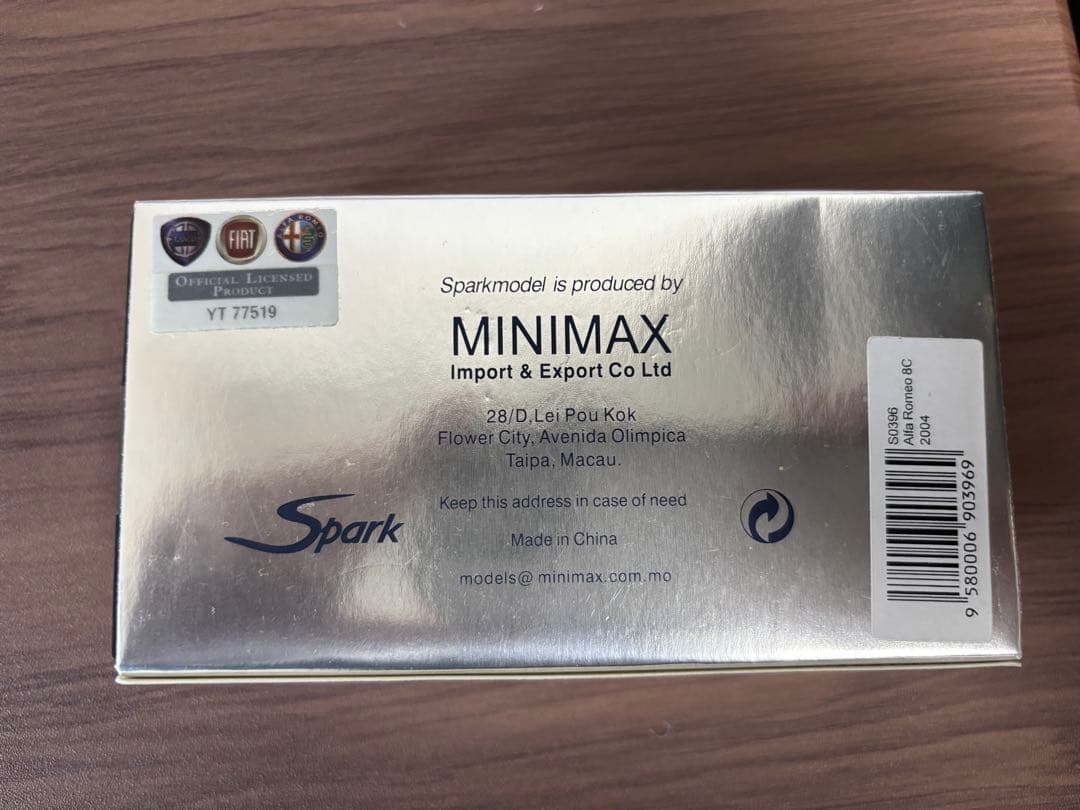 FIAT
ALFA ROMEO
OFFICIAL LICENSED
PRODUCT
YT 77519
Sparkmodel is produced by
MINIMAX
Import & Export Co Ltd
28/D,Lei Pou Kok
Flower City, Avenida Olimpica
Taipa, Macau.
Keep this address in case of need
Made in China
models@ minimax.com.mo
Spark
S0396
Alfa Romeo 8C
2004
9 580006 903969